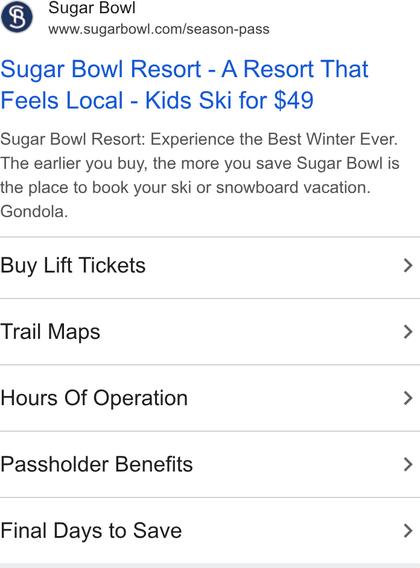 Sugar Bowl
www.sugarbowl.com/season-pass
Sugar Bowl Resort - A Resort That
Feels Local - Kids Ski for $49
Sugar Bowl Resort: Experience the Best Winter Ever.
The earlier you buy, the more you save Sugar Bowl is
the place to book your ski or snowboard vacation.
Gondola.
Buy Lift Tickets
Trail Maps
Hours Of Operation
Passholder Benefits
Final Days to Save